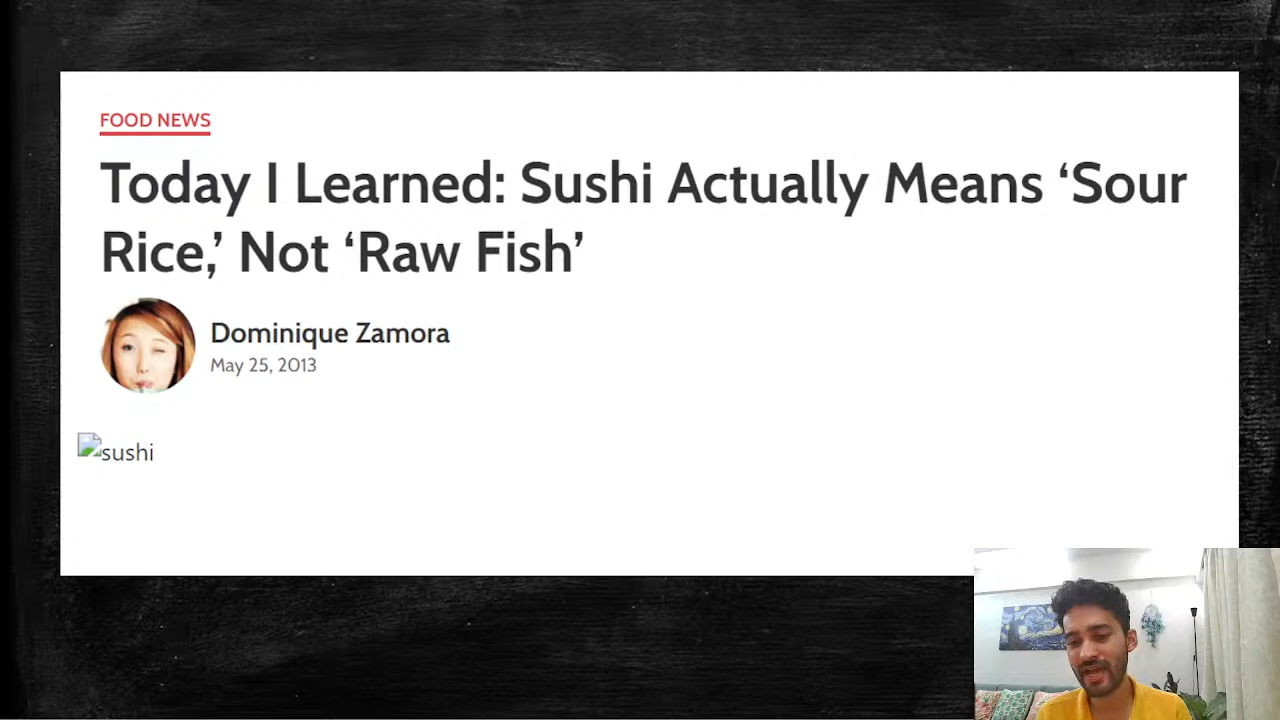 FOOD NEWS
Today I Learned: Sushi Actually Means ‘Sour
Rice,’ Not ‘Raw Fish’
Dominique Zamora
May 25, 2013
sushi